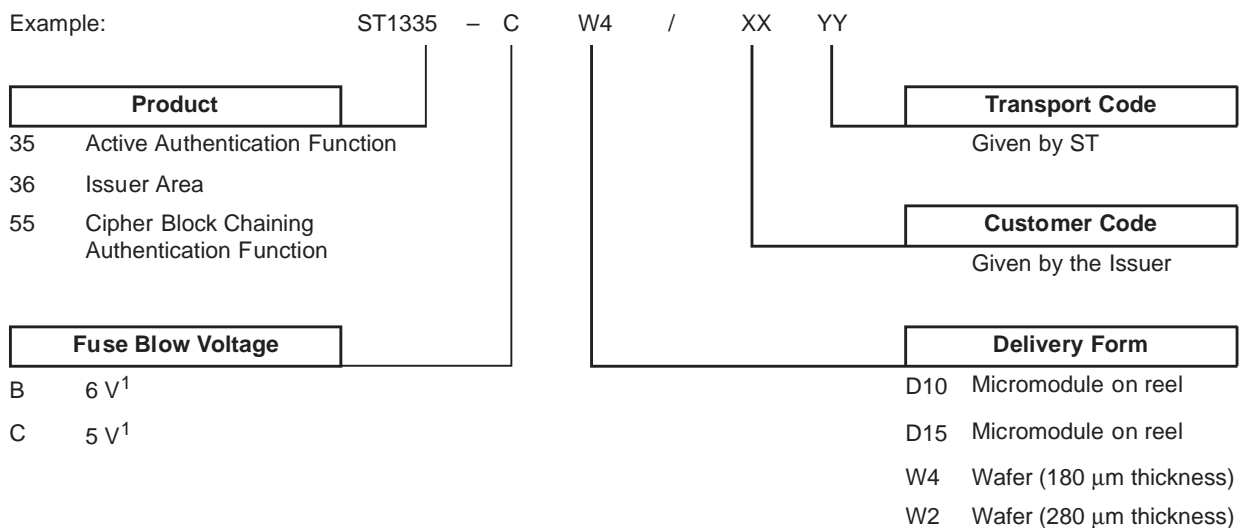 Example: ST1335 – C W4 / XX YY
Product
35 Active Authentication Function
36 Issuer Area
55 Cipher Block Chaining
Authentication Function
Fuse Blow Voltage
B 6 V1
C 5 V1
Transport Code
Given by ST
Customer Code
Given by the Issuer
Delivery Form
D10 Micromodule on reel
D15 Micromodule on reel
W4 Wafer (180 μm thickness)
W2 Wafer (280 μm thickness)